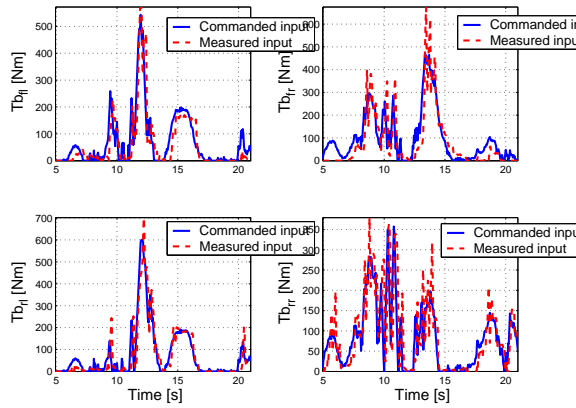 Tb_fl [Nm]
500
400
300
200
100
0
5 10 15 20
Commanded input
Measured input
Tb_fr [Nm]
600
400
200
0
5 10 15 20
Commanded input
Measured input
Tb_rl [Nm]
700
600
500
400
300
200
100
0
5 10 15 20
Time [s]
Commanded input
Measured input
Tb_rr [Nm]
350
300
250
200
150
100
50
0
5 10 15 20
Time [s]
Commanded inpu
Measured input